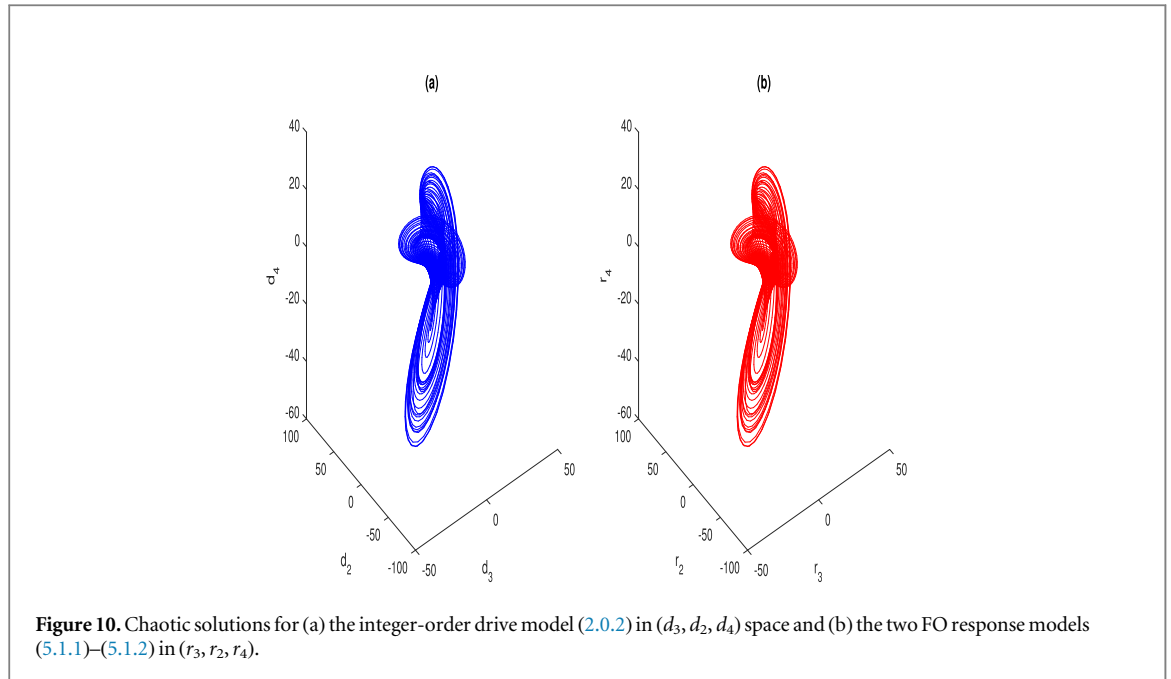 (a)
40
20
0
-20
-40
-60
d4
100
50
0
-50
-100
d2
-50
0
50
d3
(b)
40
20
0
-20
-40
-60
r4
100
50
0
-50
-100
r2
-50
0
50
r3
Figure 10. Chaotic solutions for (a) the integer-order drive model (2.0.2) in (d3, d2, d4) space and (b) the two FO response models
(5.1.1)–(5.1.2) in (r3, r2, r4).